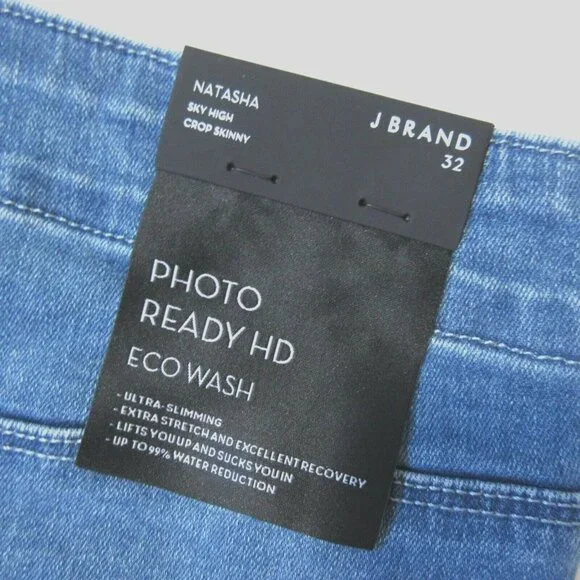 NATASHA
SKY HIGH
CROP SKINNY
J BRAND
32
PHOTO
READY HD
ECO WASH
- ULTRA-SLIMMING
- EXTRA STRETCH AND EXCELLENT RECOVERY
- LIFTS YOU UP AND SUCKS YOU IN
- UP TO 99% WATER REDUCTION